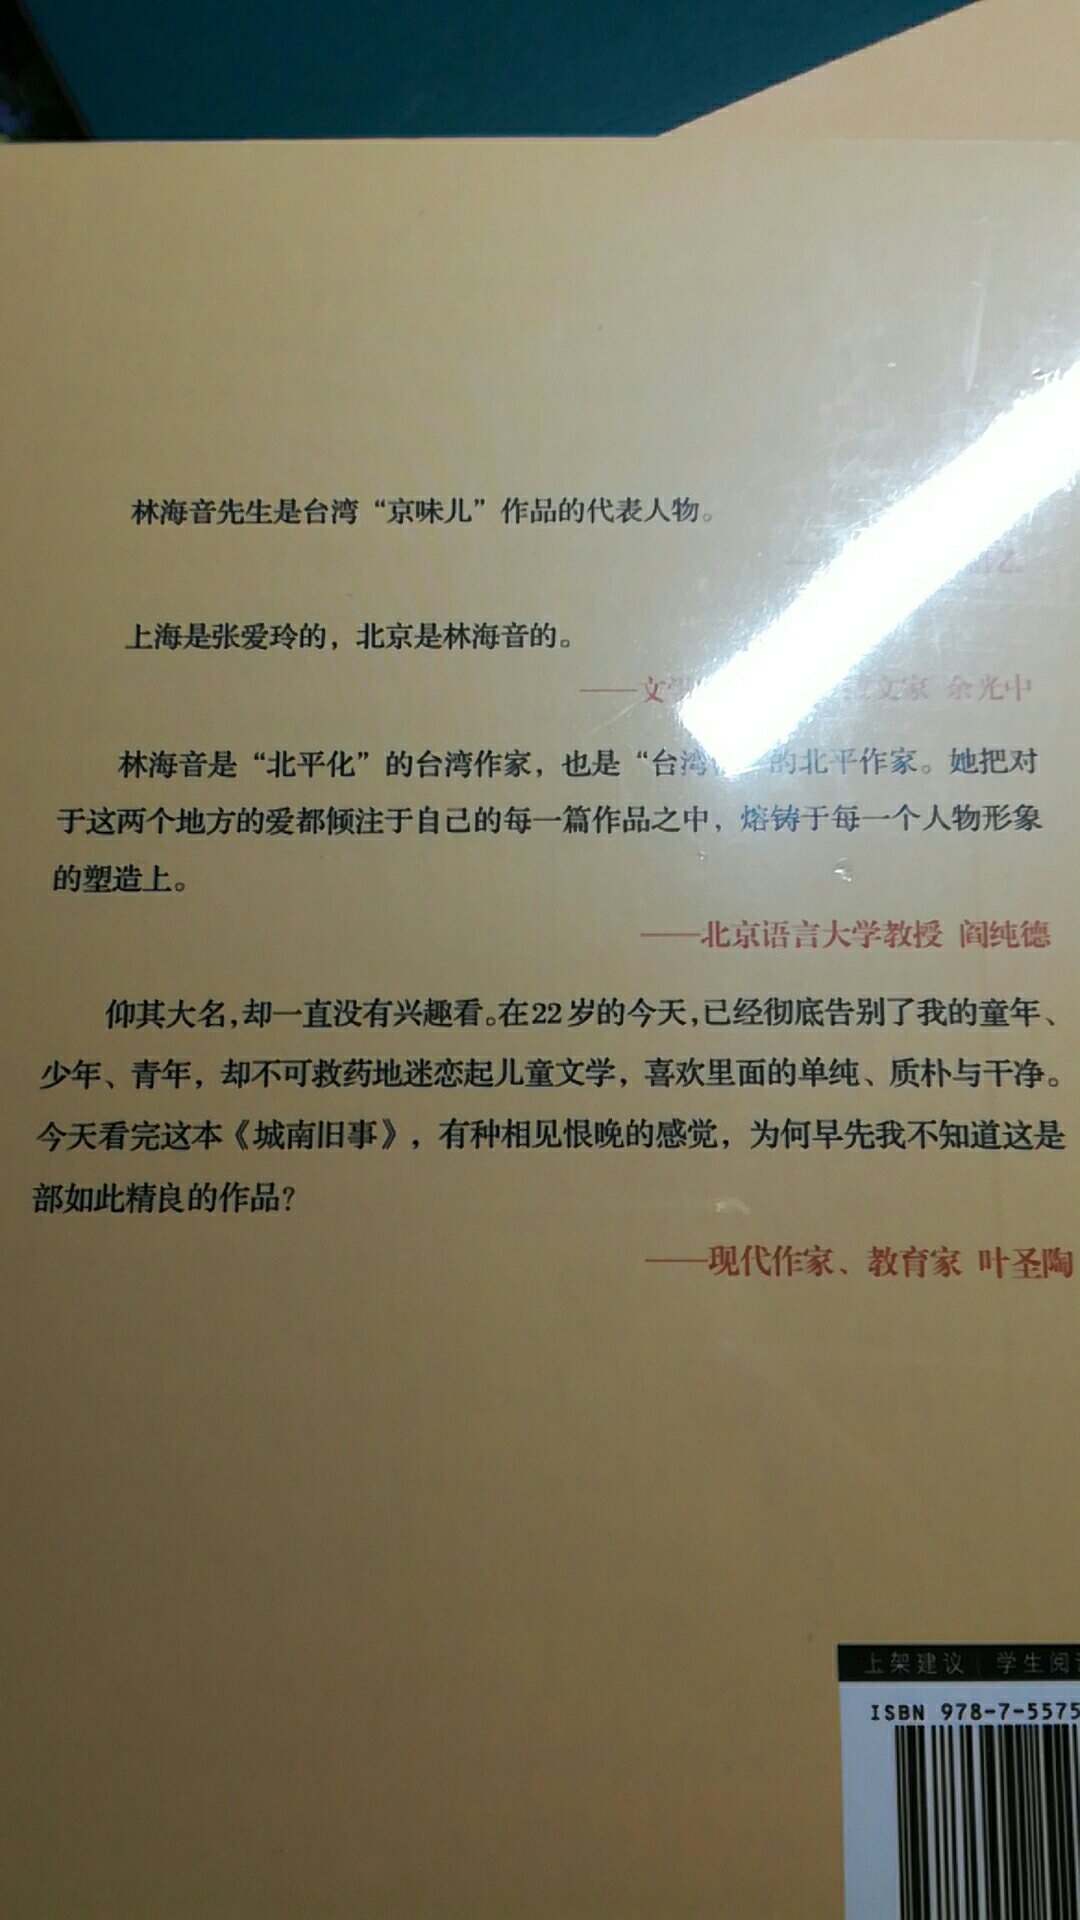 林海音先生是台湾“京味儿”作品的代表人物。
上海是张爱玲的，北京是林海音的。
——文学 文家 余光中
林海音是“北平化”的台湾作家，也是“台湾 的北平作家。她把对
于这两个地方的爱都倾注于自己的每一篇作品之中，熔铸于每一个人物形象
的塑造上。
——北京语言大学教授 阎纯德
仰其大名，却一直没有兴趣看。在22岁的今天，已经彻底告别了我的童年、
少年、青年，却不可救药地迷恋起儿童文学，喜欢里面的单纯、质朴与干净。
今天看完这本《城南旧事》，有种相见恨晚的感觉，为何早先我不知道这是
部如此精良的作品？
——现代作家、教育家 叶圣陶
上架建议 学生阅
ISBN 978-7-5575